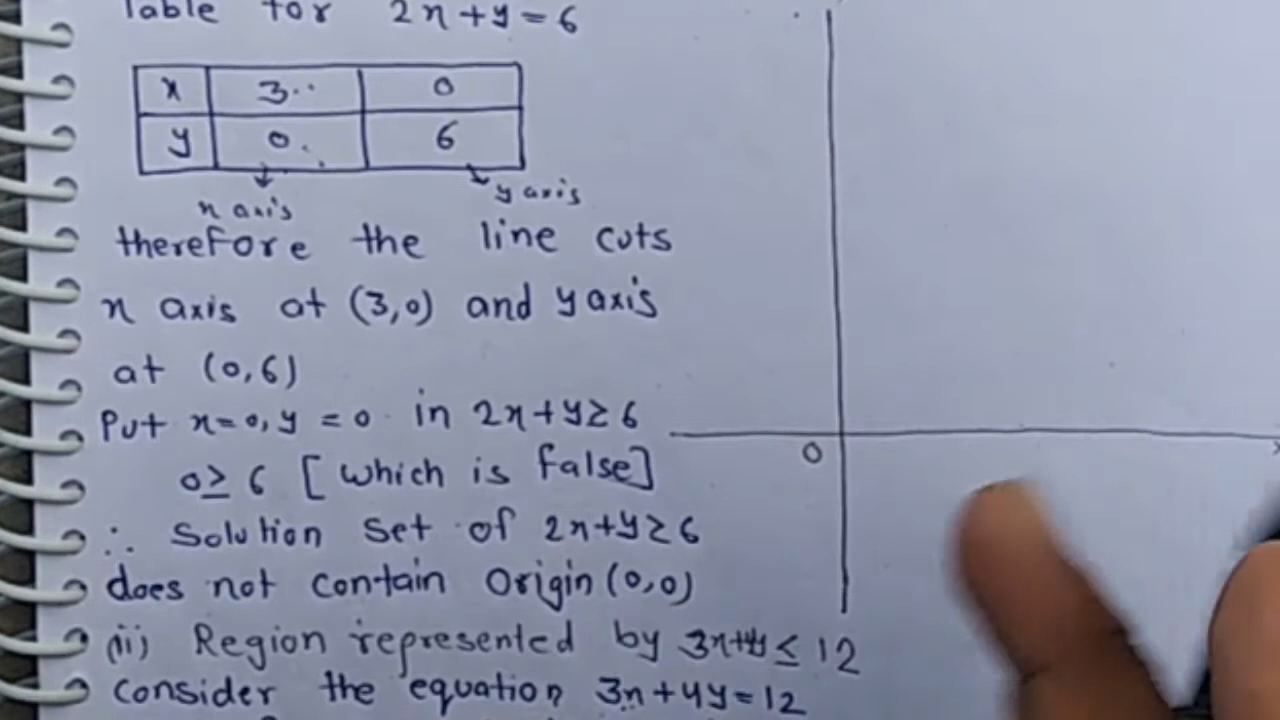 Table for 2x+y=6
x 3 0
y 0 6
x axis y axis
therefore the line cuts
x axis at (3,0) and y axis
at (0,6)
Put x=0, y=0 in 2x+y≥6
0≥6 [which is false]
∴ Solution set of 2x+y≥6
does not contain origin (0,0)
(ii) Region represented by 3x+4y≤12
consider the equation 3x+4y=12
0